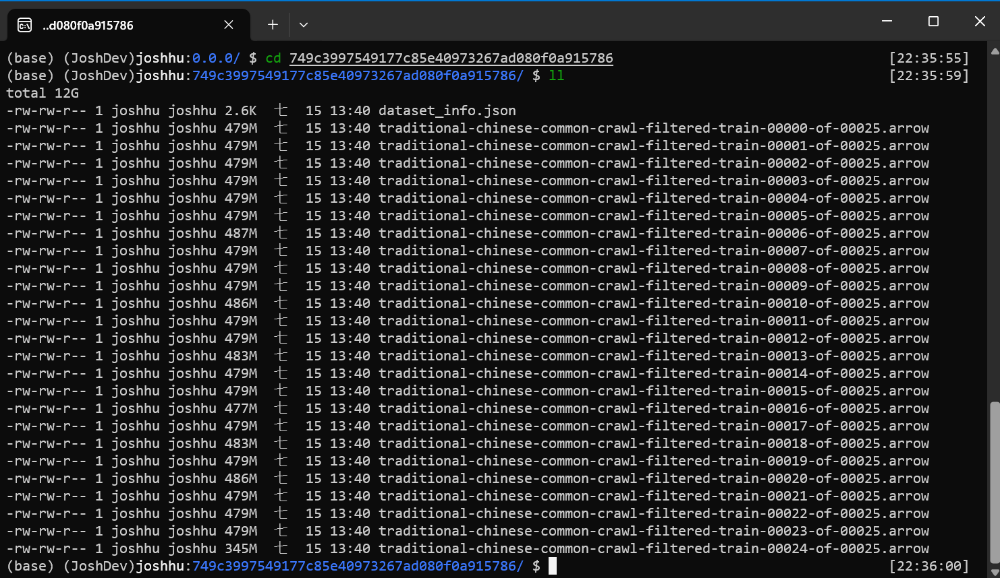 ..d080f0a915786
(base) (JoshDev)joshhu:0.0.0/ $ cd 749c3997549177c85e40973267ad080f0a915786 [22:35:55]
(base) (JoshDev)joshhu:749c3997549177c85e40973267ad080f0a915786/ $ ll [22:35:59]
total 12G
-rw-rw-r-- 1 joshhu joshhu 2.6K 七 15 13:40 dataset_info.json
-rw-rw-r-- 1 joshhu joshhu 479M 七 15 13:40 traditional-chinese-common-crawl-filtered-train-00000-of-00025.arrow
-rw-rw-r-- 1 joshhu joshhu 479M 七 15 13:40 traditional-chinese-common-crawl-filtered-train-00001-of-00025.arrow
-rw-rw-r-- 1 joshhu joshhu 479M 七 15 13:40 traditional-chinese-common-crawl-filtered-train-00002-of-00025.arrow
-rw-rw-r-- 1 joshhu joshhu 479M 七 15 13:40 traditional-chinese-common-crawl-filtered-train-00003-of-00025.arrow
-rw-rw-r-- 1 joshhu joshhu 479M 七 15 13:40 traditional-chinese-common-crawl-filtered-train-00004-of-00025.arrow
-rw-rw-r-- 1 joshhu joshhu 479M 七 15 13:40 traditional-chinese-common-crawl-filtered-train-00005-of-00025.arrow
-rw-rw-r-- 1 joshhu joshhu 487M 七 15 13:40 traditional-chinese-common-crawl-filtered-train-00006-of-00025.arrow
-rw-rw-r-- 1 joshhu joshhu 479M 七 15 13:40 traditional-chinese-common-crawl-filtered-train-00007-of-00025.arrow
-rw-rw-r-- 1 joshhu joshhu 479M 七 15 13:40 traditional-chinese-common-crawl-filtered-train-00008-of-00025.arrow
-rw-rw-r-- 1 joshhu joshhu 479M 七 15 13:40 traditional-chinese-common-crawl-filtered-train-00009-of-00025.arrow
-rw-rw-r-- 1 joshhu joshhu 486M 七 15 13:40 traditional-chinese-common-crawl-filtered-train-00010-of-00025.arrow
-rw-rw-r-- 1 joshhu joshhu 479M 七 15 13:40 traditional-chinese-common-crawl-filtered-train-00011-of-00025.arrow
-rw-rw-r-- 1 joshhu joshhu 479M 七 15 13:40 traditional-chinese-common-crawl-filtered-train-00012-of-00025.arrow
-rw-rw-r-- 1 joshhu joshhu 483M 七 15 13:40 traditional-chinese-common-crawl-filtered-train-00013-of-00025.arrow
-rw-rw-r-- 1 joshhu joshhu 479M 七 15 13:40 traditional-chinese-common-crawl-filtered-train-00014-of-00025.arrow
-rw-rw-r-- 1 joshhu joshhu 479M 七 15 13:40 traditional-chinese-common-crawl-filtered-train-00015-of-00025.arrow
-rw-rw-r-- 1 joshhu joshhu 477M 七 15 13:40 traditional-chinese-common-crawl-filtered-train-00016-of-00025.arrow
-rw-rw-r-- 1 joshhu joshhu 479M 七 15 13:40 traditional-chinese-common-crawl-filtered-train-00017-of-00025.arrow
-rw-rw-r-- 1 joshhu joshhu 483M 七 15 13:40 traditional-chinese-common-crawl-filtered-train-00018-of-00025.arrow
-rw-rw-r-- 1 joshhu joshhu 479M 七 15 13:40 traditional-chinese-common-crawl-filtered-train-00019-of-00025.arrow
-rw-rw-r-- 1 joshhu joshhu 486M 七 15 13:40 traditional-chinese-common-crawl-filtered-train-00020-of-00025.arrow
-rw-rw-r-- 1 joshhu joshhu 479M 七 15 13:40 traditional-chinese-common-crawl-filtered-train-00021-of-00025.arrow
-rw-rw-r-- 1 joshhu joshhu 479M 七 15 13:40 traditional-chinese-common-crawl-filtered-train-00022-of-00025.arrow
-rw-rw-r-- 1 joshhu joshhu 479M 七 15 13:40 traditional-chinese-common-crawl-filtered-train-00023-of-00025.arrow
-rw-rw-r-- 1 joshhu joshhu 345M 七 15 13:40 traditional-chinese-common-crawl-filtered-train-00024-of-00025.arrow
(base) (JoshDev)joshhu:749c3997549177c85e40973267ad080f0a915786/ $ [22:36:00]